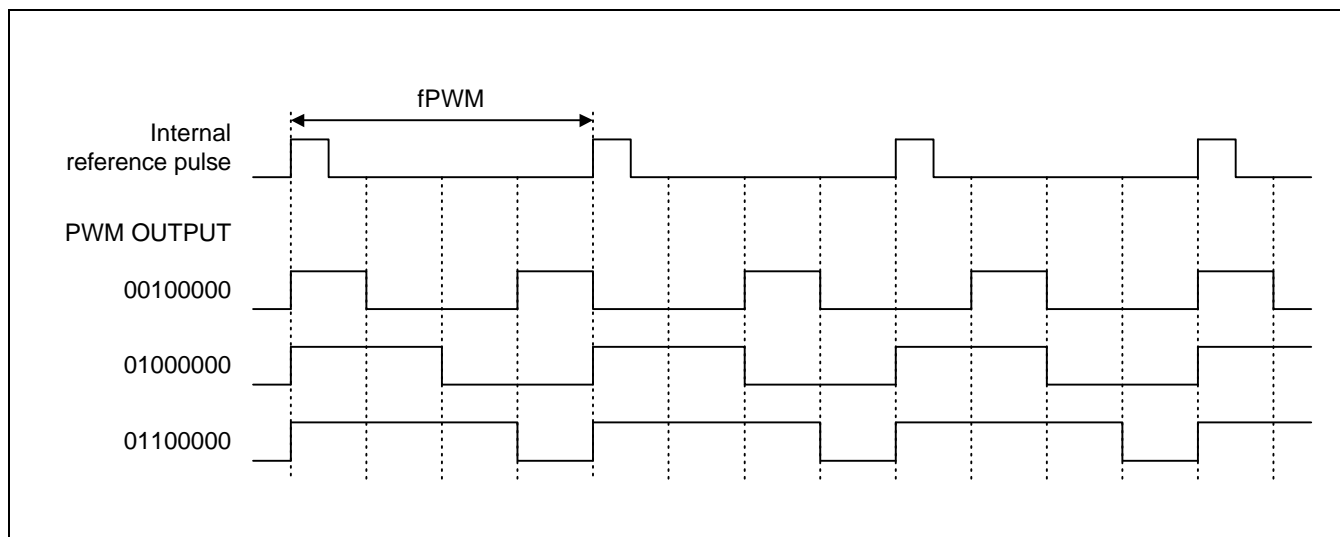 fPWM
Internal
reference pulse
PWM OUTPUT
00100000
01000000
01100000